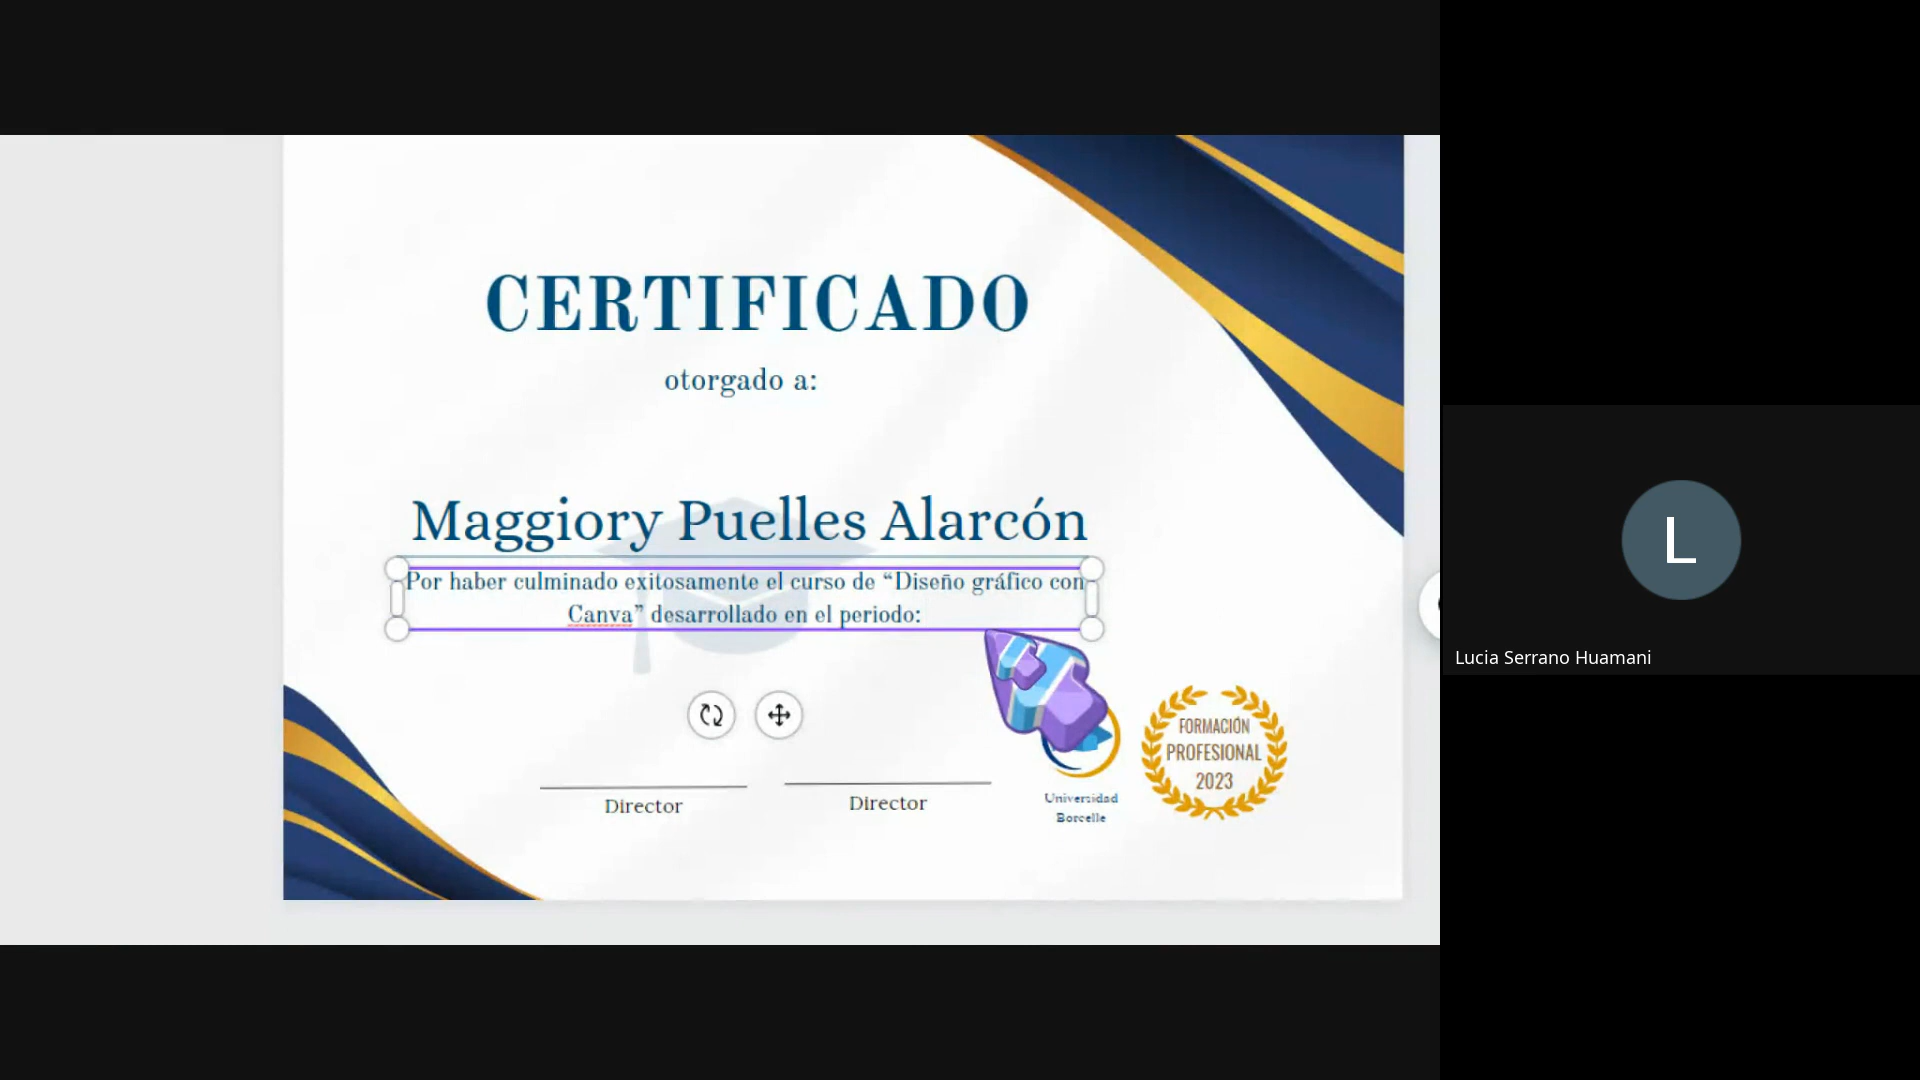 CERTIFICADO
otorgado a:
Maggiory Puelles Alarcón
Por haber culminado exitosamente el curso de “Diseño gráfico con
Canva” desarrollado en el periodo:
Director
Director
Universidad
Borcelle
FORMACIÓN
PROFESIONAL
2023
L
Lucia Serrano Huamani